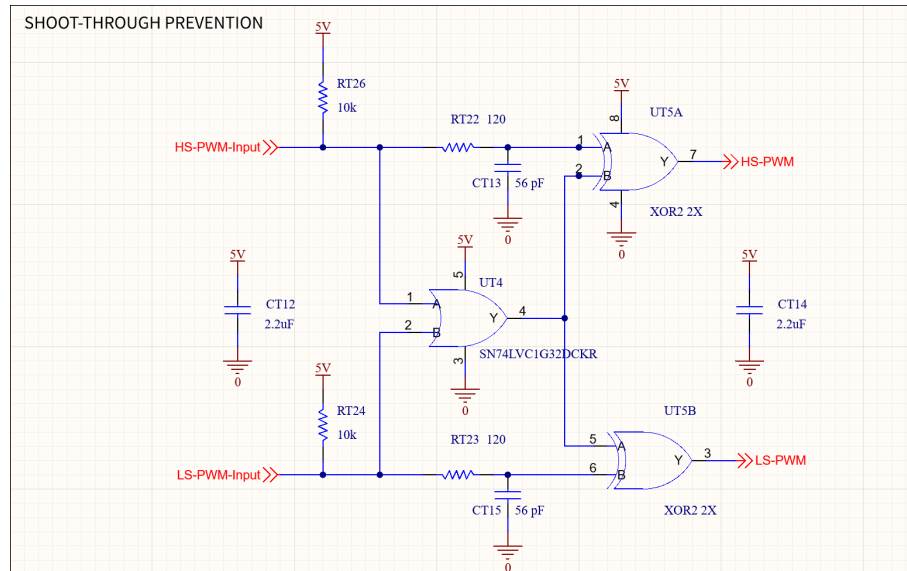 SHOOT-THROUGH PREVENTION
5V
RT26
10k
HS-PWM-Input
RT22 120
CT13 56 pF
0
5V
8
UT5A
1 A
2 B
Y 7
HS-PWM
4
XOR2 2X
0
5V
CT12
2.2uF
0
5V
5
UT4
1 A
2 B
Y 4
3
SN74LVC1G32DCKR
0
5V
CT14
2.2uF
0
5V
RT24
10k
LS-PWM-Input
RT23 120
CT15 56 pF
0
UT5B
5 A
6 B
Y 3
LS-PWM
XOR2 2X